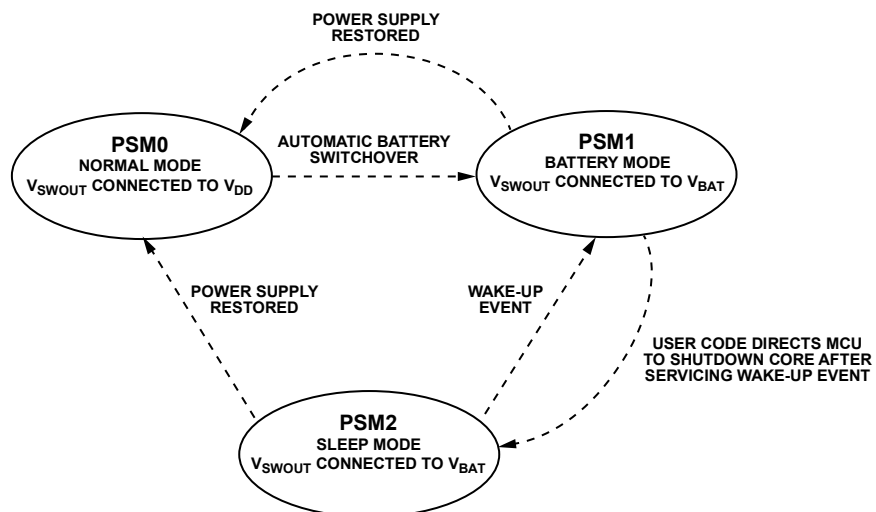 POWER SUPPLY
RESTORED
PSM0
NORMAL MODE
VSWOUT CONNECTED TO VDD
AUTOMATIC BATTERY
SWITCHOVER
PSM1
BATTERY MODE
VSWOUT CONNECTED TO VBAT
POWER SUPPLY
RESTORED
WAKE-UP
EVENT
USER CODE DIRECTS MCU
TO SHUTDOWN CORE AFTER
SERVICING WAKE-UP EVENT
PSM2
SLEEP MODE
VSWOUT CONNECTED TO VBAT